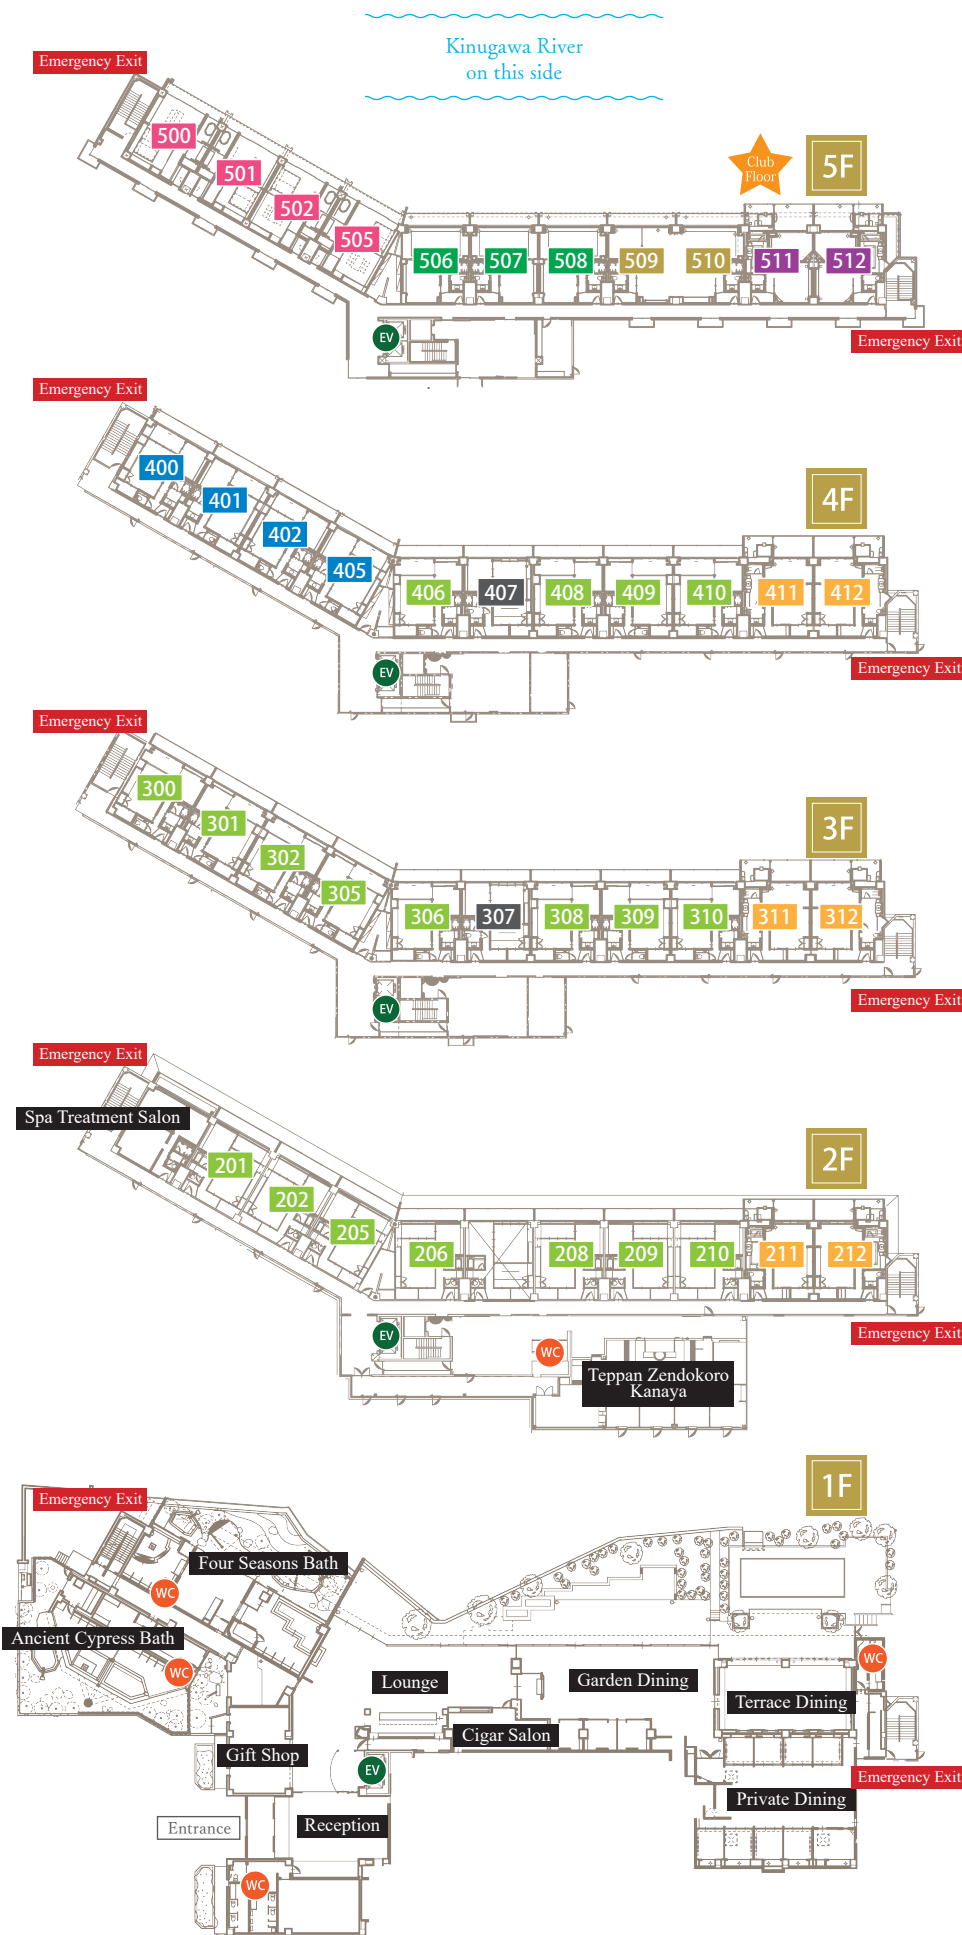 Kinugawa River
on this side
Emergency Exit
Club
Floor
5F
500
501
502
505
506
507
508
509
510
511
512
EV
Emergency Exit
Emergency Exit
4F
400
401
402
405
406
407
408
409
410
411
412
EV
Emergency Exit
Emergency Exit
3F
300
301
302
305
306
307
308
309
310
311
312
EV
Emergency Exit
Emergency Exit
Spa Treatment Salon
2F
201
202
205
206
208
209
210
211
212
EV
WC
Emergency Exit
Teppan Zendokoro
Kanaya
1F
Emergency Exit
Four Seasons Bath
WC
Ancient Cypress Bath
WC
WC
Lounge
Garden Dining
Terrace Dining
Cigar Salon
Gift Shop
EV
Emergency Exit
Private Dining
Entrance
Reception
WC